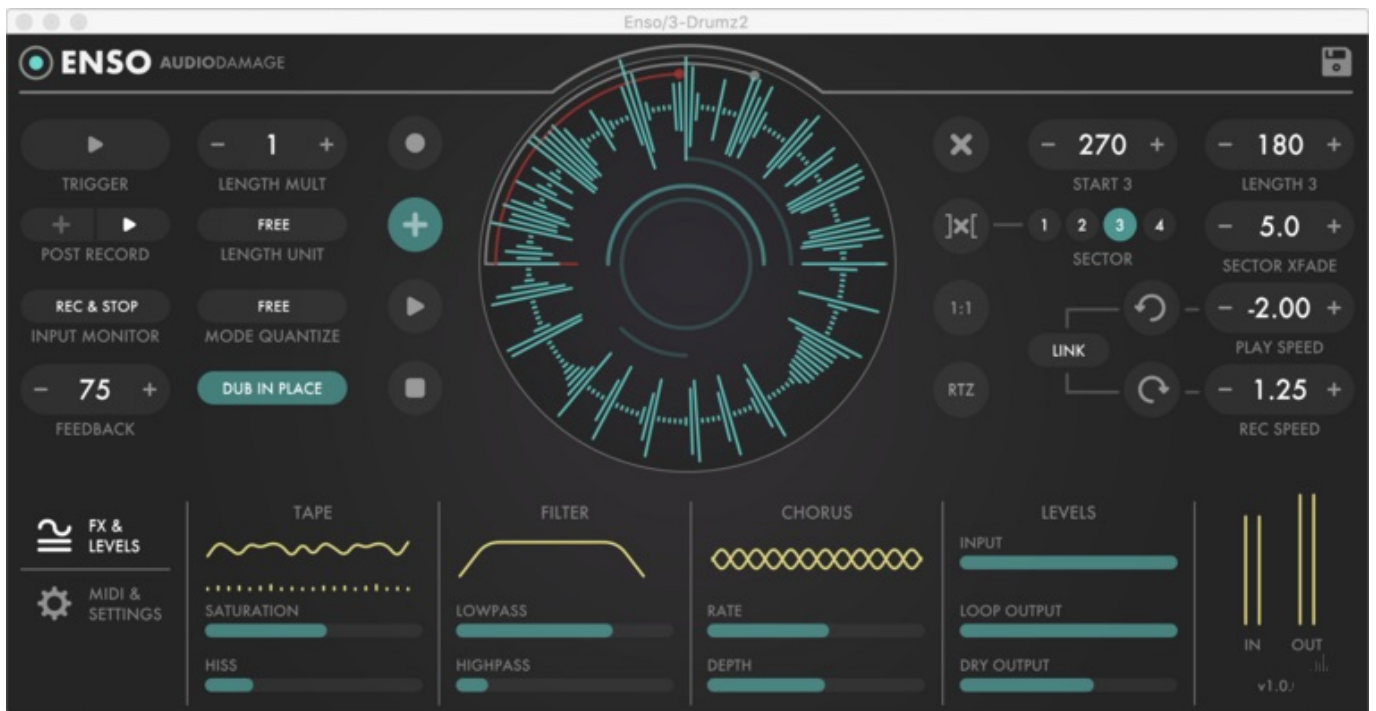 Enso/3-Drumz2
ENSO AUDIODAMAGE
TRIGGER
- 1 +
LENGTH MULT
+
POST RECORD
FREE
LENGTH UNIT
+
REC & STOP
INPUT MONITOR
FREE
MODE QUANTIZE
- 75 +
FEEDBACK
DUB IN PLACE
- 270 +
START 3
- 180 +
LENGTH 3
]x[
1 2 3 4
SECTOR
- 5.0 +
SECTOR XFADE
1:1
LINK
- -2.00 +
PLAY SPEED
RTZ
- 1.25 +
REC SPEED
FX &
LEVELS
MIDI &
SETTINGS
TAPE
SATURATION
HISS
FILTER
LOWPASS
HIGHPASS
CHORUS
RATE
DEPTH
LEVELS
INPUT
LOOP OUTPUT
DRY OUTPUT
IN OUT